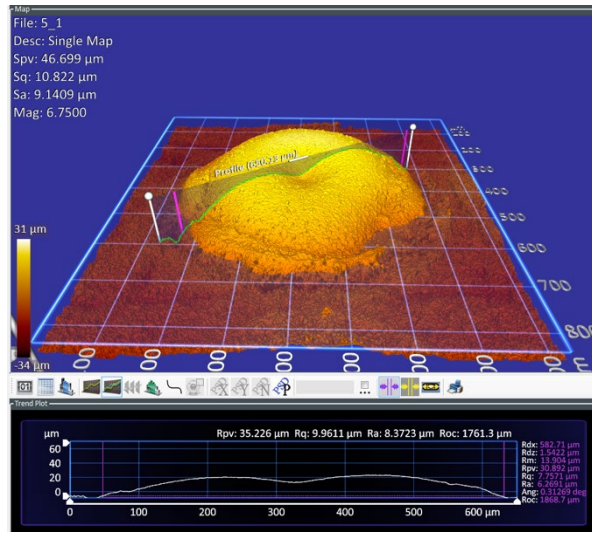 Map
File: 5_1
Desc: Single Map
Spv: 46.699 µm
Sq: 10.822 µm
Sa: 9.1409 µm
Mag: 6.7500
300
400
500
600
700
31 µm
-34 µm
Trend Plot
µm
Rpv: 35.226 µm Rq: 9.9611 µm Ra: 8.3723 µm Roc: 1761.3 µm
60
40
20
0
0
100
200
300
400
500
600 µm
Rdx: 582.71 µm
Rdz: 1.5422 µm
Rm: 13.904 µm
Rpv: 30.892 µm
Rq: 7.7571 µm
Ra: 6.2691 µm
Ang: 0.31269 deg
Roc: 1868.7 µm